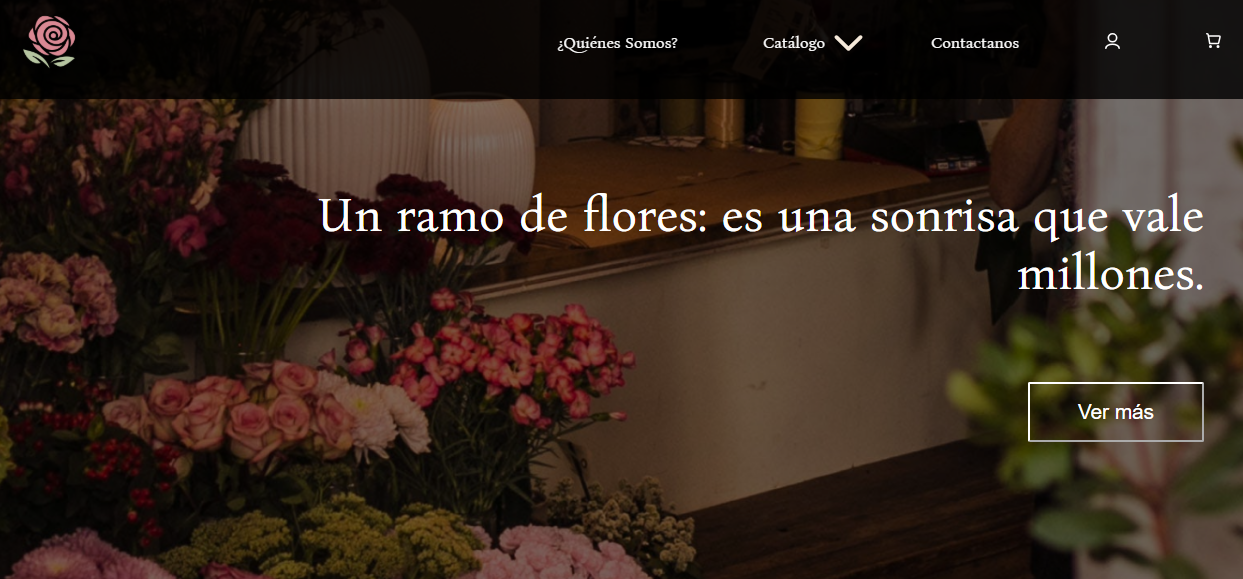 ¿Quiénes Somos?
Catálogo
Contactanos
Un ramo de flores: es una sonrisa que vale
millones.
Ver más